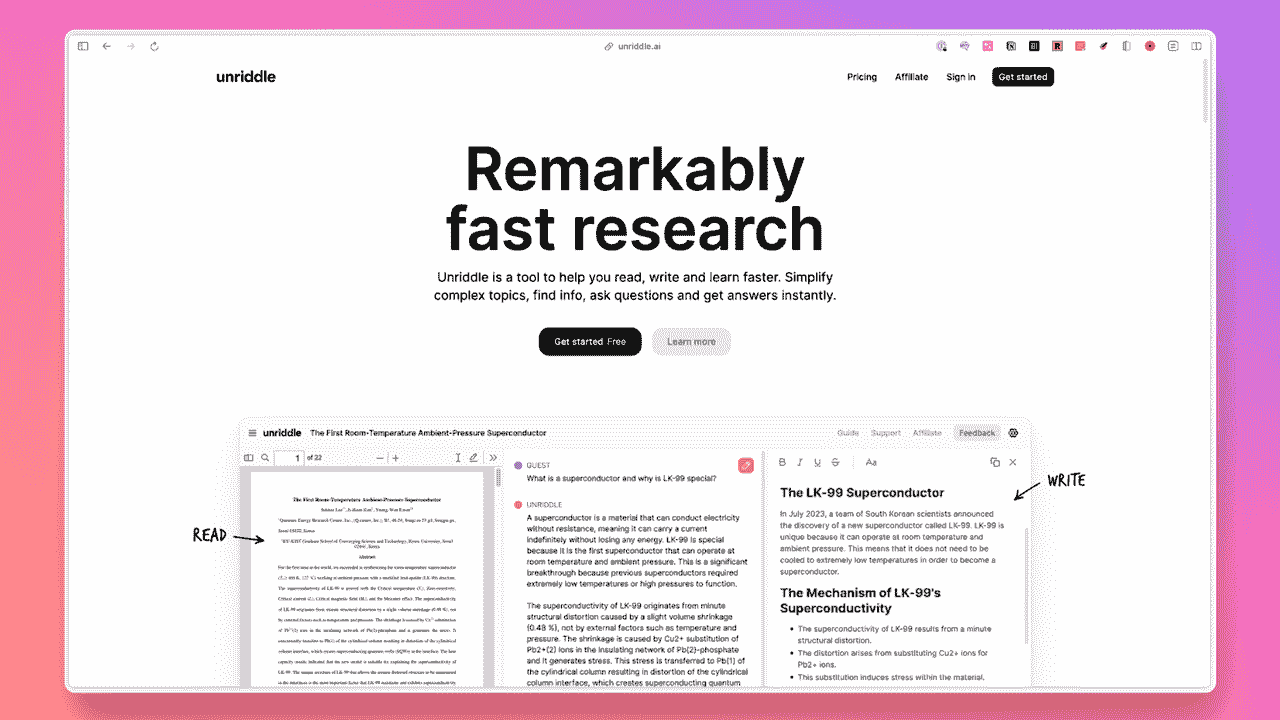 unriddle.ai
unriddle
Pricing
Affiliate
Sign in
Get started
Remarkably
fast research
Unriddle is a tool to help you read, write and learn faster. Simplify
complex topics, find info, ask questions and get answers instantly.
Get started Free
Learn more
unriddle
The First Room-Temperature Ambient-Pressure Superconductor
Guide
Support
Affiliate
Feedback
1 of 22
READ
The First Room-Temperature Ambient-Pressure Superconductor
Abstract
GUEST
What is a superconductor and why is LK-99 special?
UNRIDDLE
A superconductor is a material that can conduct electricity
without resistance, meaning it can carry a current
indefinitely without losing any energy. LK-99 is special
because it is the first superconductor that can operate at
room temperature and ambient pressure. This is a significant
breakthrough because previous superconductors required
extremely low temperatures or high pressures to function.
The superconductivity of LK-99 originates from minute
structural distortion caused by a slight volume shrinkage
(0.48 %), not by external factors such as temperature and
pressure. The shrinkage is caused by Cu2+ substitution of
Pb2+(2) ions in the insulating network of Pb(2)-phosphate
and it generates stress. This stress is transferred to Pb(1) of
the cylindrical column resulting in distortion of the cylindrical
column interface, which creates superconducting quantum
B I U S
Aa
WRITE
The LK-99 Superconductor
In July 2023, a team of South Korean scientists announced
the discovery of a new superconductor called LK-99. LK-99 is
unique because it can operate at room temperature and
ambient pressure. This means that it does not need to be
cooled to extremely low temperatures in order to become a
superconductor.
The Mechanism of LK-99's
Superconductivity
• The superconductivity of LK-99 results from a minute
structural distortion.
• The distortion arises from substituting Cu2+ ions for
Pb2+ ions.
• This substitution induces stress within the material.